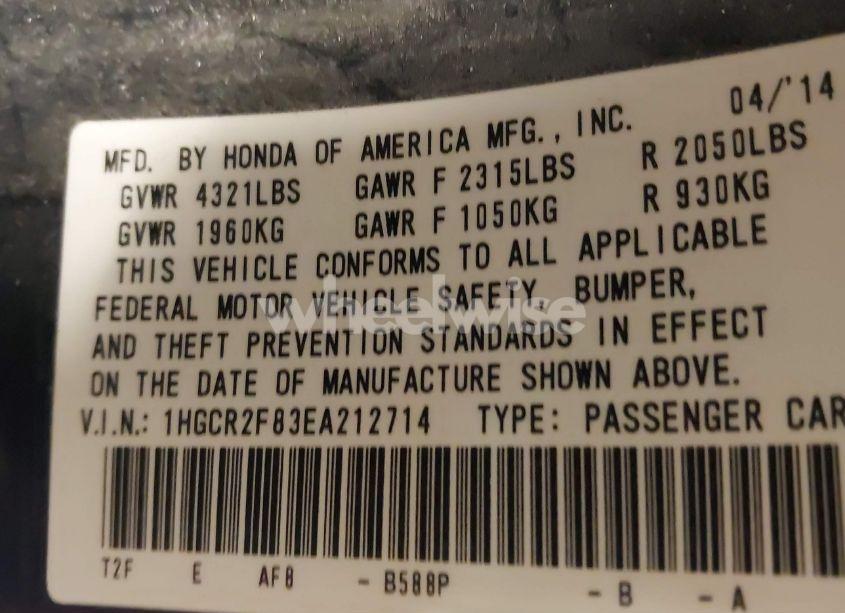 MFD. BY HONDA OF AMERICA MFG., INC. 04/'14
GVWR 4321LBS GAWR F 2315LBS R 2050LBS
GVWR 1960KG GAWR F 1050KG R 930KG
THIS VEHICLE CONFORMS TO ALL APPLICABLE
FEDERAL MOTOR VEHICLE SAFETY, BUMPER,
wheelwise
AND THEFT PREVENTION STANDARDS IN EFFECT
ON THE DATE OF MANUFACTURE SHOWN ABOVE.
V.I.N.: 1HGCR2F83EA212714 TYPE: PASSENGER CAR
T2F E AF8 - B588P - B - A